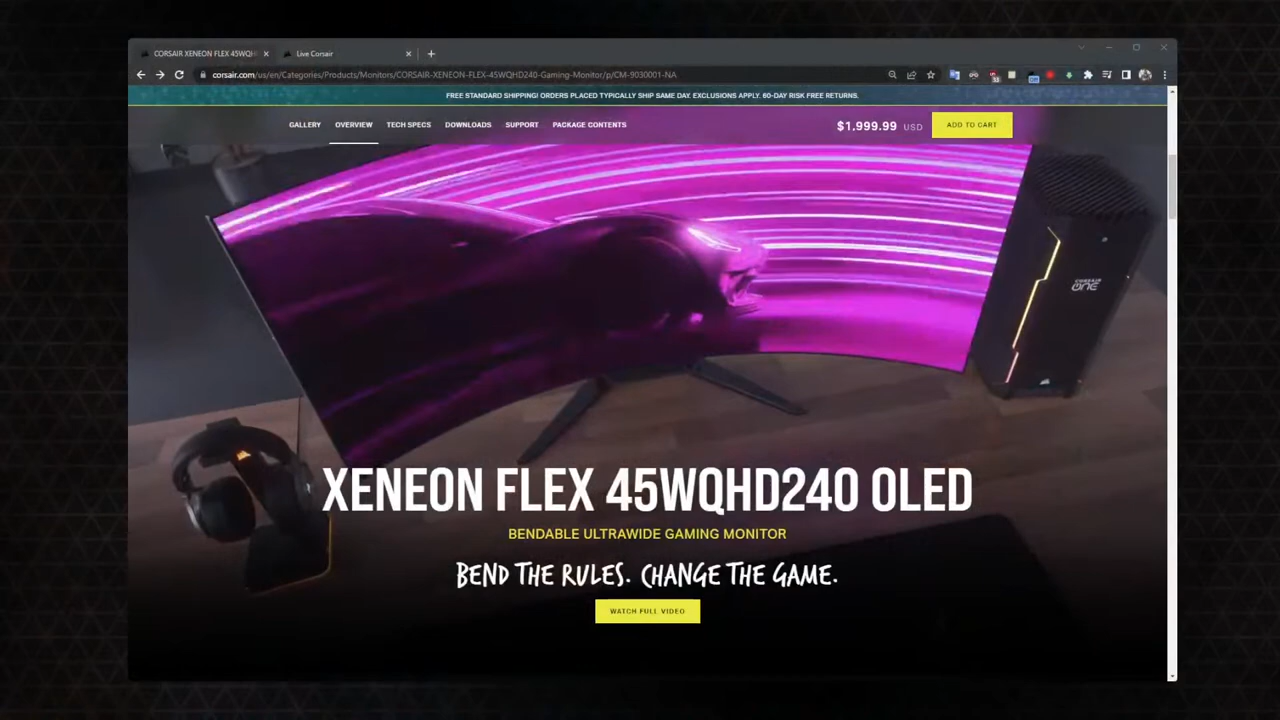 CORSAIR XENEON FLEX 45WQH
Live Corsair
corsair.com/us/en/Categories/Products/Monitors/CORSAIR-XENEON-FLEX-45WQHD240-Gaming-Monitor/p/CM-9030001-NA
FREE STANDARD SHIPPING! ORDERS PLACED TYPICALLY SHIP SAME DAY. EXCLUSIONS APPLY. 60-DAY RISK FREE RETURNS.
GALLERY OVERVIEW TECH SPECS DOWNLOADS SUPPORT PACKAGE CONTENTS $1,999.99 USD ADD TO CART
CORSAIR
ONE
XENEON FLEX 45WQHD240 OLED
BENDABLE ULTRAWIDE GAMING MONITOR
BEND THE RULES. CHANGE THE GAME.
WATCH FULL VIDEO